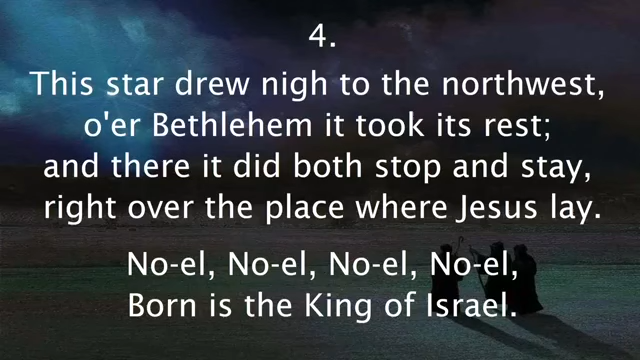 4.
This star drew nigh to the northwest,
o'er Bethlehem it took its rest;
and there it did both stop and stay,
right over the place where Jesus lay.
No-el, No-el, No-el, No-el,
Born is the King of Israel.